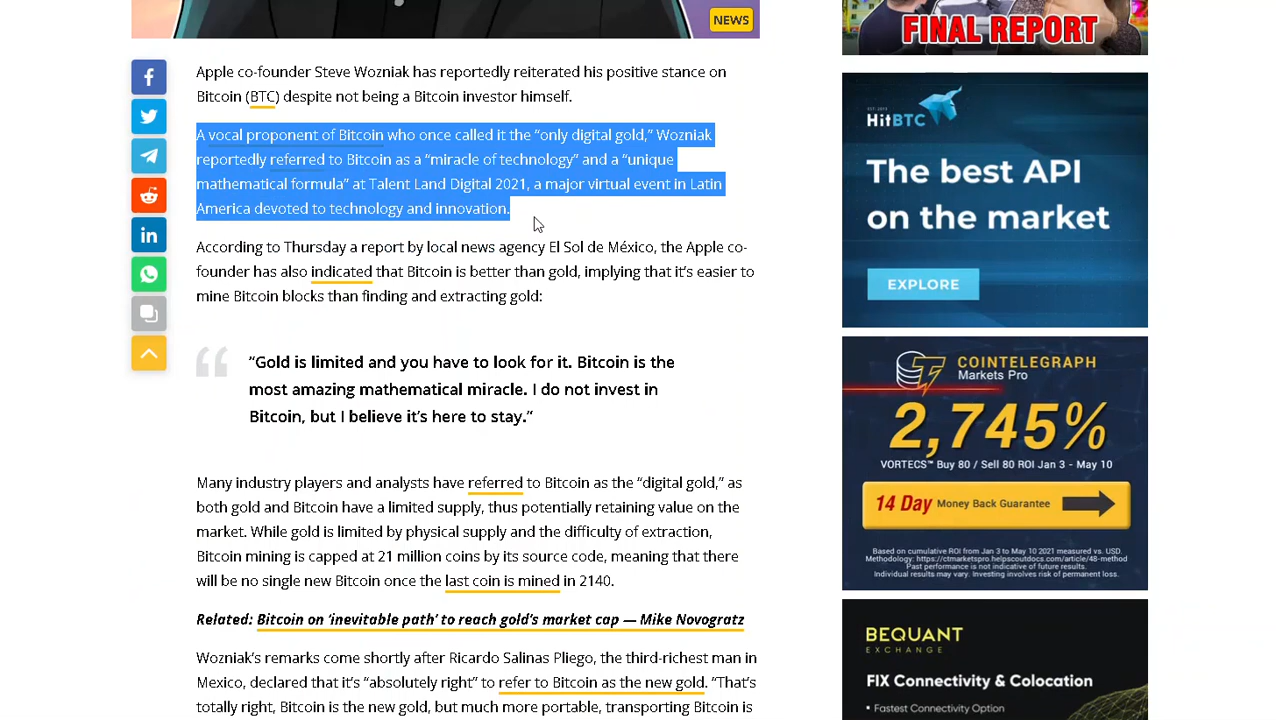 NEWS
Apple co-founder Steve Wozniak has reportedly reiterated his positive stance on
Bitcoin (BTC) despite not being a Bitcoin investor himself.
A vocal proponent of Bitcoin who once called it the “only digital gold,” Wozniak
reportedly referred to Bitcoin as a “miracle of technology” and a “unique
mathematical formula” at Talent Land Digital 2021, a major virtual event in Latin
America devoted to technology and innovation.
According to Thursday a report by local news agency El Sol de México, the Apple co-
founder has also indicated that Bitcoin is better than gold, implying that it’s easier to
mine Bitcoin blocks than finding and extracting gold:
“Gold is limited and you have to look for it. Bitcoin is the
most amazing mathematical miracle. I do not invest in
Bitcoin, but I believe it’s here to stay.”
Many industry players and analysts have referred to Bitcoin as the “digital gold,” as
both gold and Bitcoin have a limited supply, thus potentially retaining value on the
market. While gold is limited by physical supply and the difficulty of extraction,
Bitcoin mining is capped at 21 million coins by its source code, meaning that there
will be no single new Bitcoin once the last coin is mined in 2140.
Related: Bitcoin on ‘inevitable path’ to reach gold’s market cap — Mike Novogratz
Wozniak’s remarks come shortly after Ricardo Salinas Pliego, the third-richest man in
Mexico, declared that it’s “absolutely right” to refer to Bitcoin as the new gold. “That’s
totally right, Bitcoin is the new gold, but much more portable, transporting Bitcoin is
FINAL REPORT
HitBTC
The best API
on the market
EXPLORE
COINTELEGRAPH
Markets Pro
2,745%
VORTECS™ Buy 80 / Sell 80 ROI Jan 3 - May 10
14 Day Money Back Guarantee
Based on cumulative ROI from Jan 3 to May 10 2021 measured vs. USD.
Methodology: https://ctmarketspro.helpscoutdocs.com/article/48-method
Past performance is not indicative of future results.
Individual results may vary. Investing involves risk of permanent loss.
BEQUANT
EXCHANGE
FIX Connectivity & Colocation
• Fastest Connectivity Option